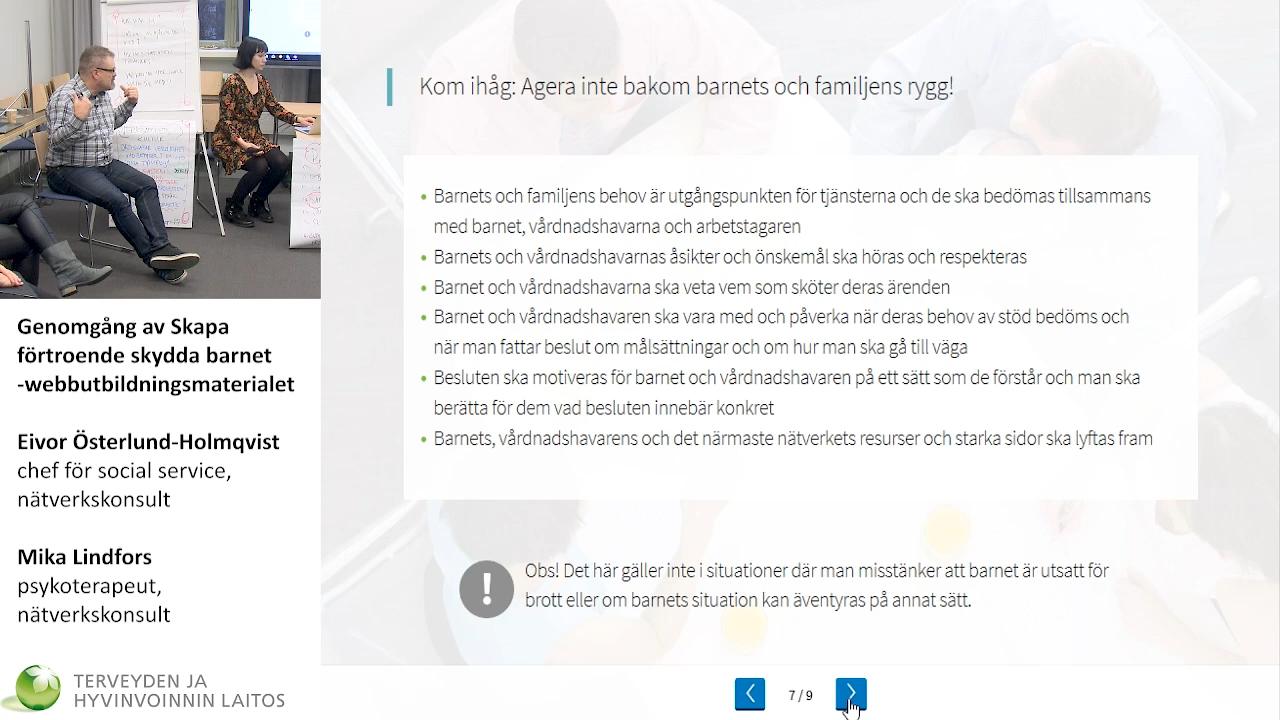 Genomgång av Skapa
förtroende skydda barnet
-webbutbildningsmaterialet
Eivor Österlund-Holmqvist
chef för social service,
nätverkskonsult
Mika Lindfors
psykoterapeut,
nätverkskonsult
TERVEYDEN JA
HYVINVOINNIN LAITOS
Kom ihåg: Agera inte bakom barnets och familjens rygg!
• Barnets och familjens behov är utgångspunkten för tjänsterna och de ska bedömas tillsammans
med barnet, vårdnadshavarna och arbetstagaren
• Barnets och vårdnadshavarnas åsikter och önskemål ska höras och respekteras
• Barnet och vårdnadshavarna ska veta vem som sköter deras ärenden
• Barnet och vårdnadshavaren ska vara med och påverka när deras behov av stöd bedöms och
när man fattar beslut om målsättningar och om hur man ska gå till väga
• Besluten ska motiveras för barnet och vårdnadshavaren på ett sätt som de förstår och man ska
berätta för dem vad besluten innebär konkret
• Barnets, vårdnadshavarens och det närmaste nätverkets resurser och starka sidor ska lyftas fram
! Obs! Det här gäller inte i situationer där man misstänker att barnet är utsatt för
brott eller om barnets situation kan äventyras på annat sätt.
7 / 9